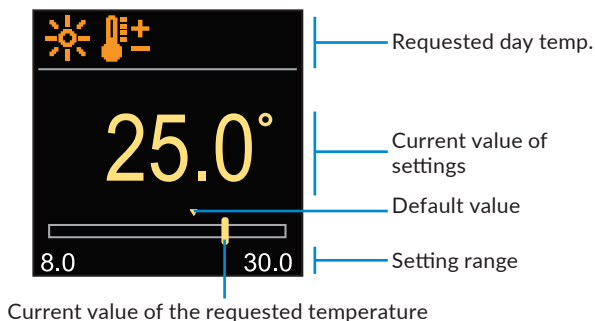 Requested day temp.
25.0°
Current value of
settings
Default value
8.0 30.0
Setting range
Current value of the requested temperature